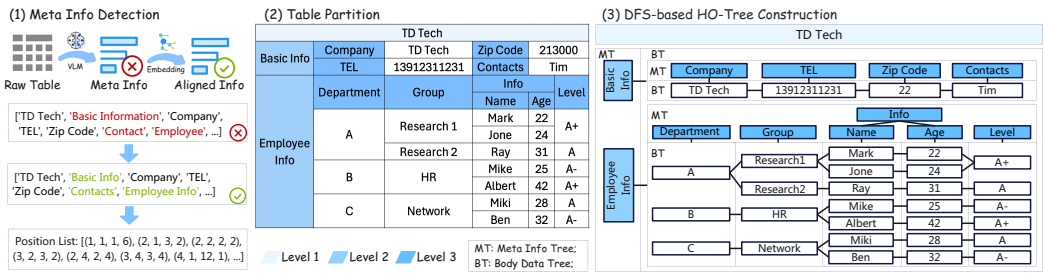 (1) Meta Info Detection
VLM
Embedding
Raw Table
Meta Info
Aligned Info
['TD Tech', 'Basic Information', 'Company',
'TEL', 'Zip Code', 'Contact', 'Employee', ...]
['TD Tech', 'Basic Info', 'Company', 'TEL',
'Zip Code', 'Contacts', 'Employee Info', ...]
Position List: [(1, 1, 1, 6), (2, 1, 3, 2), (2, 2, 2, 2),
(3, 2, 3, 2), (2, 4, 2, 4), (3, 4, 3, 4), (4, 1, 12, 1), ...]
(2) Table Partition
TD Tech
Basic Info
Company
TD Tech
Zip Code
213000
TEL
13912311231
Contacts
Tim
Employee
Info
Department
Group
Info
Level
Name
Age
A
Research 1
Mark
22
A+
Jone
24
Research 2
Ray
31
A
B
HR
Mike
25
A-
Albert
42
A+
C
Network
Miki
28
A
Ben
32
A-
Level 1
Level 2
Level 3
MT: Meta Info Tree;
BT: Body Data Tree;
(3) DFS-based HO-Tree Construction
TD Tech
MT
BT
Basic
Info
MT
Company
TEL
Zip Code
Contacts
BT
TD Tech
13912311231
22
Tim
Employee
Info
MT
Info
Department
Group
Name
Age
Level
BT
A
Research1
Mark
22
A+
Jone
24
Research2
Ray
31
A
B
HR
Mike
25
A-
Albert
42
A+
C
Network
Miki
28
A
Ben
32
A-